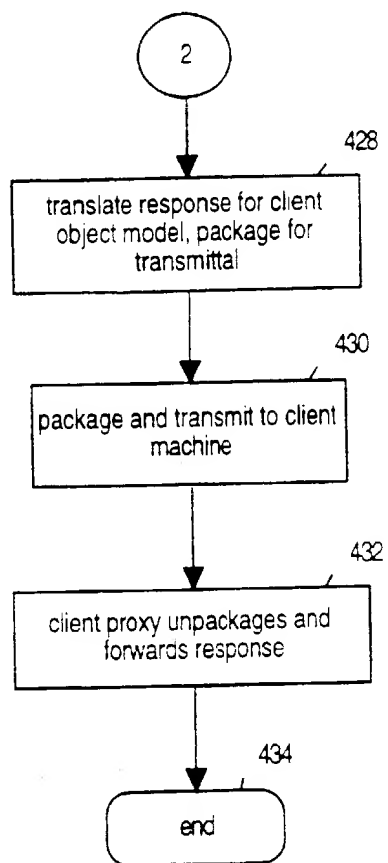 2
428
translate response for client
object model, package for
transmittal
430
package and transmit to client
machine
432
client proxy unpackages and
forwards response
434
end